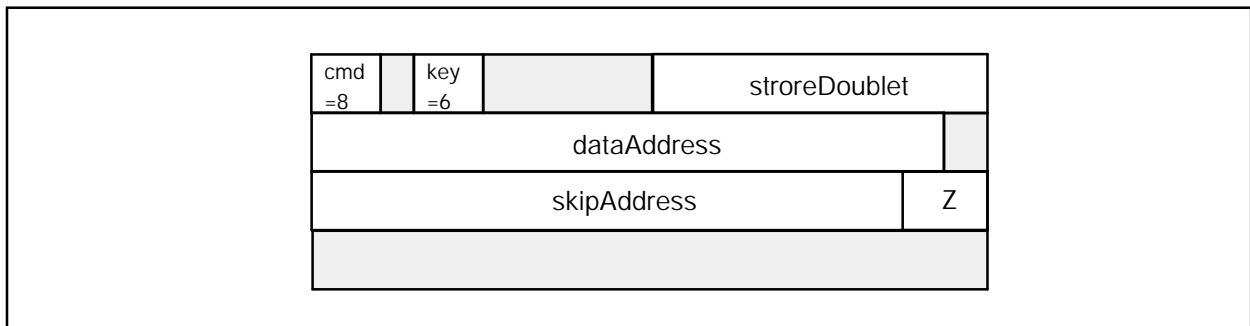 cmd
=8
key
=6
stroreDoublet
dataAddress
skipAddress
Z